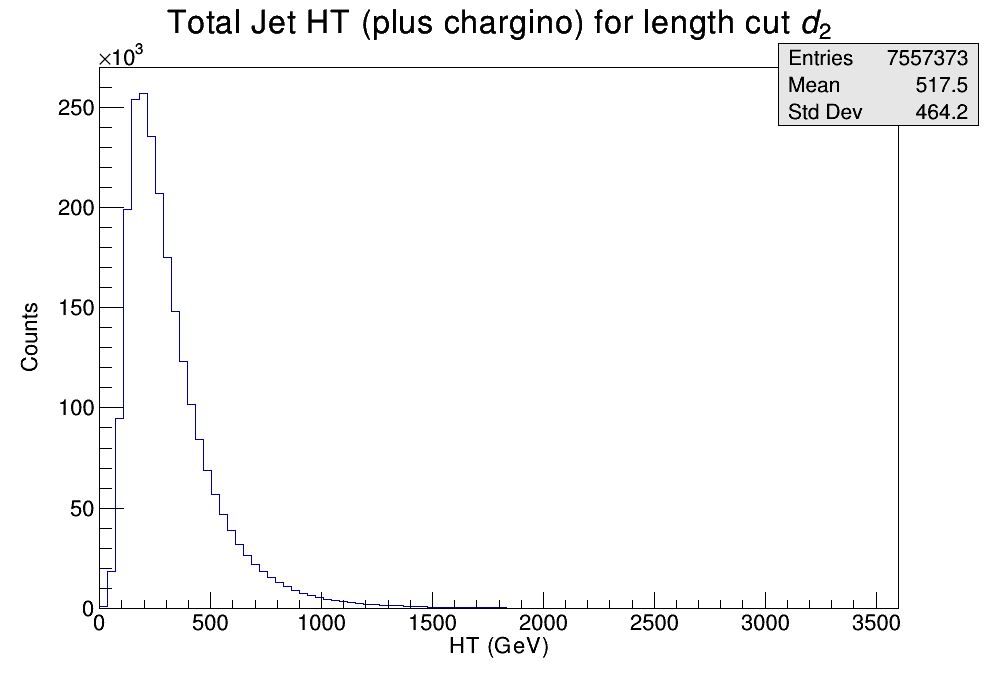 Total Jet HT (plus chargino) for length cut d₂
×10³
Entries 7557373
Mean 517.5
Std Dev 464.2
250
200
150
100
50
0
Counts
0 500 1000 1500 2000 2500 3000 3500
HT (GeV)